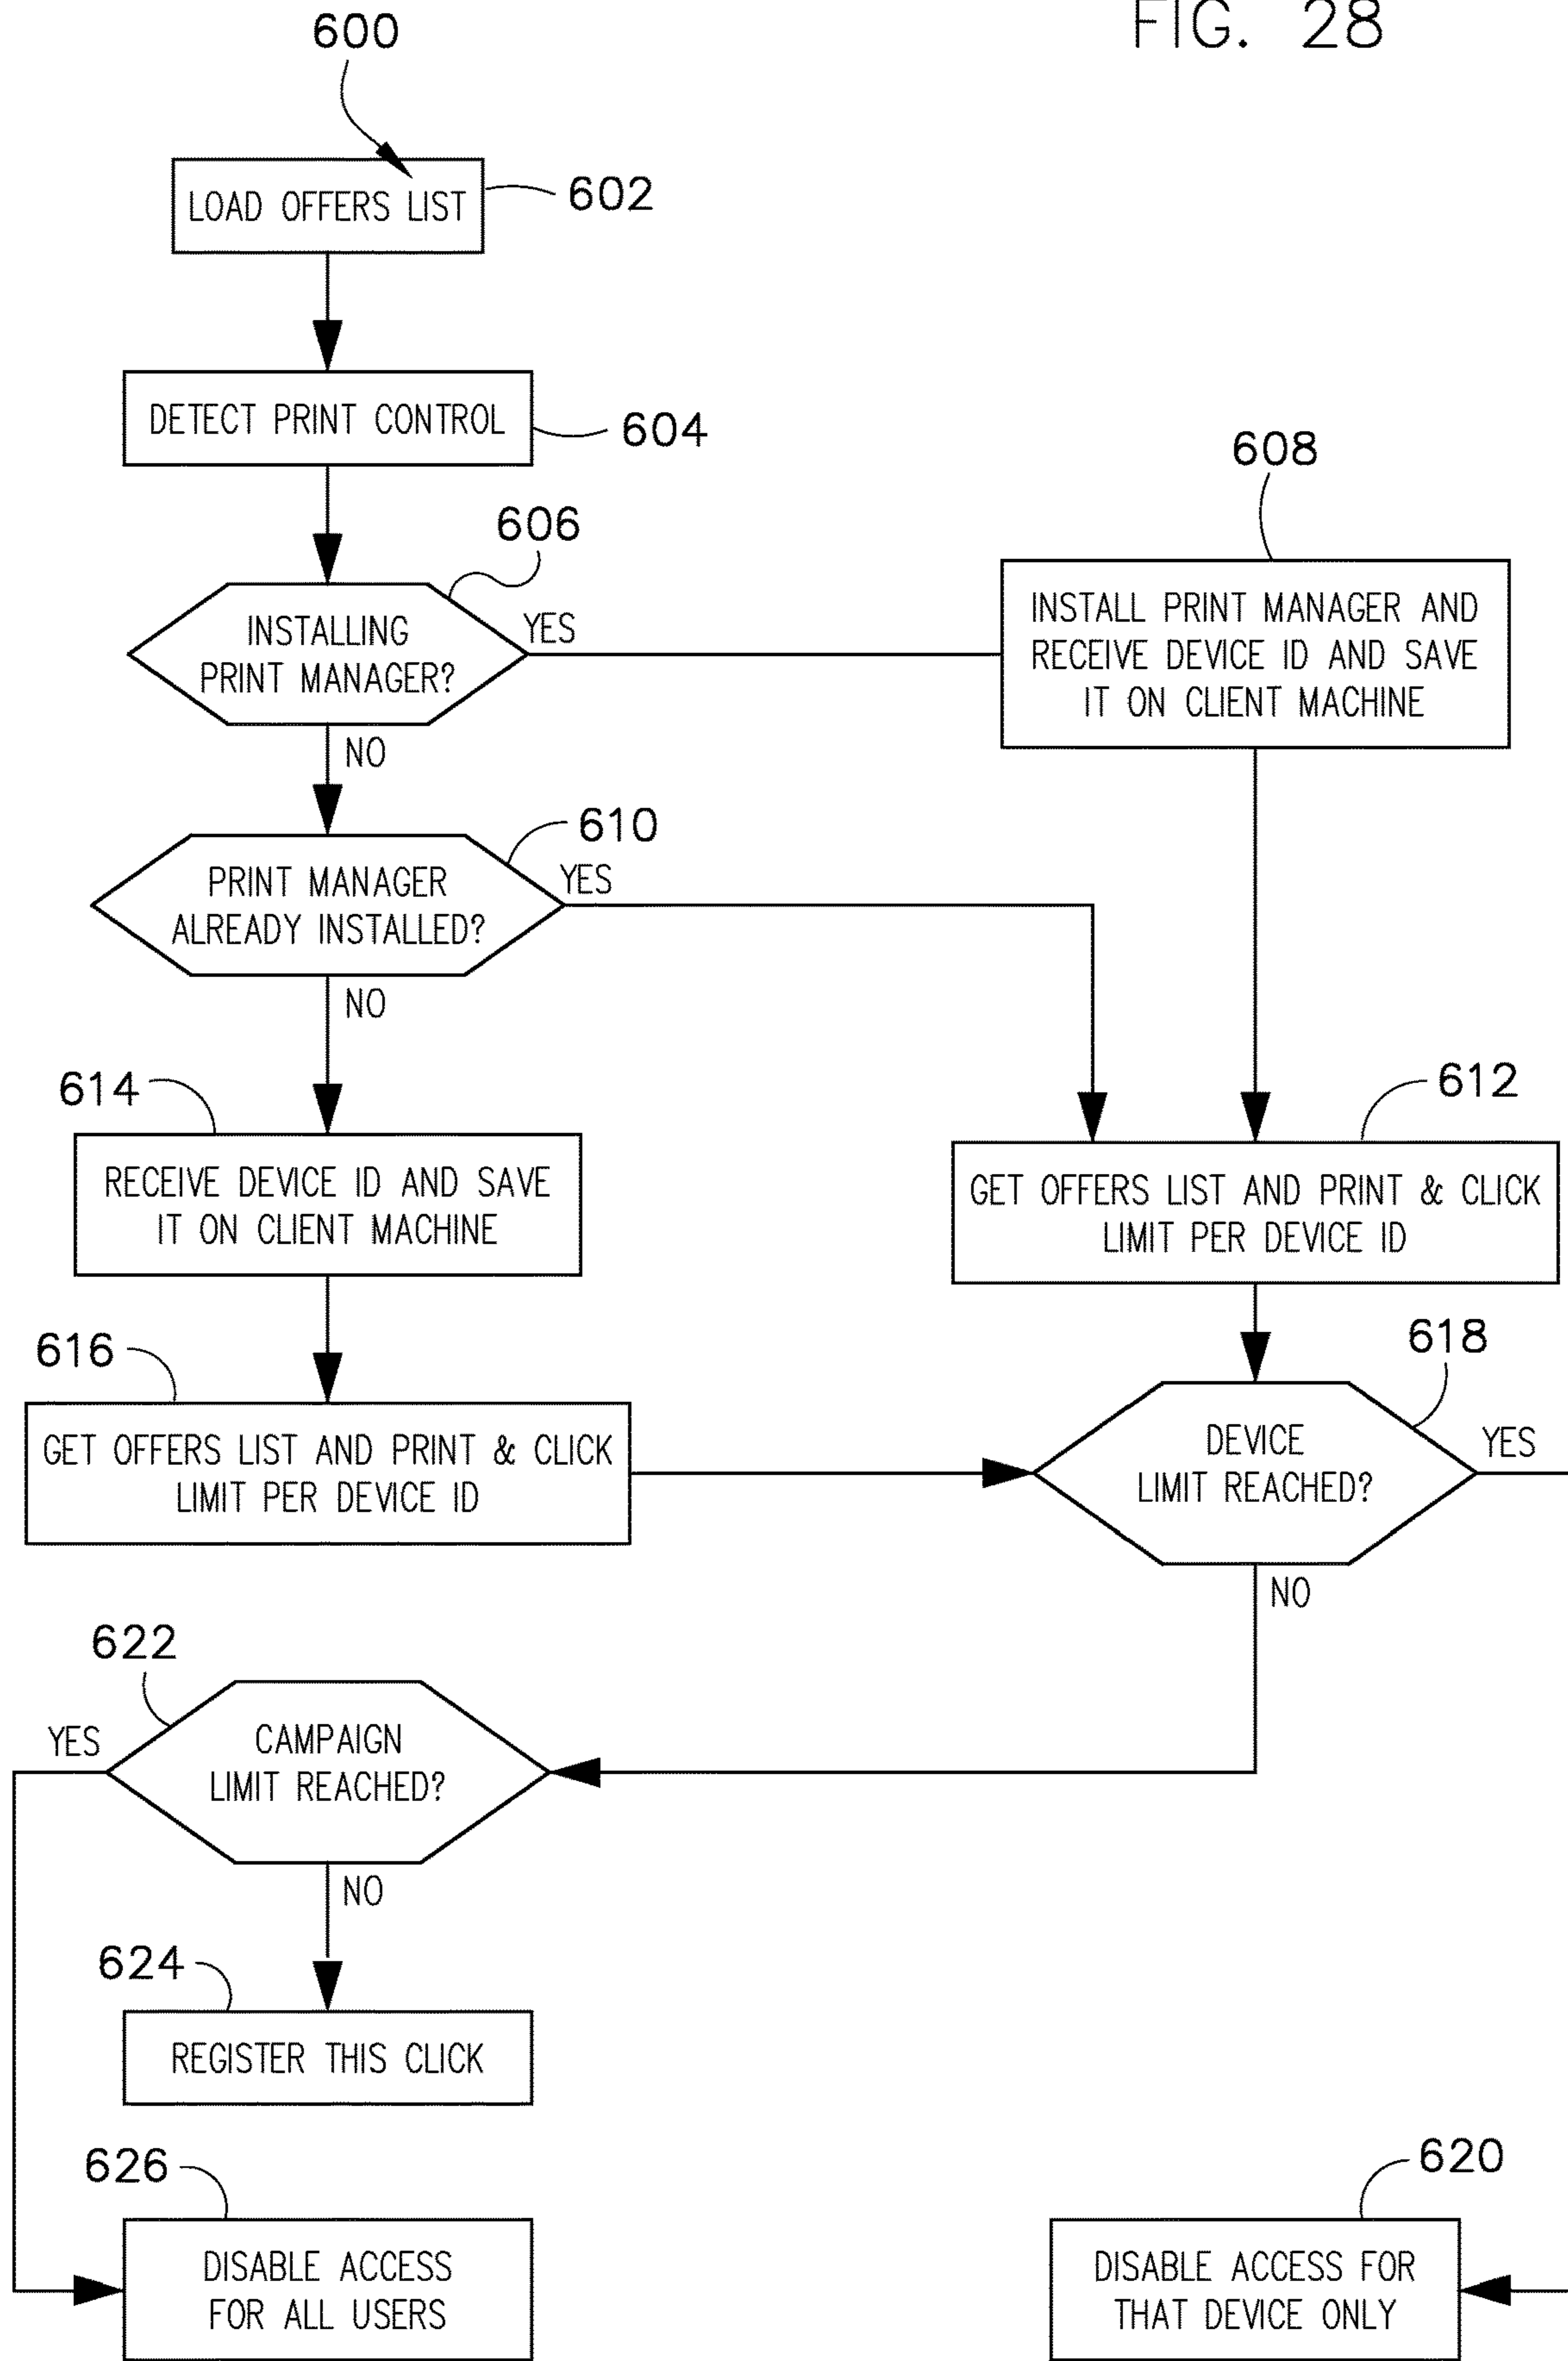 FIG. 28
600
LOAD OFFERS LIST
602
DETECT PRINT CONTROL
604
606
INSTALLING
PRINT MANAGER?
YES
NO
608
INSTALL PRINT MANAGER AND
RECEIVE DEVICE ID AND SAVE
IT ON CLIENT MACHINE
610
PRINT MANAGER
ALREADY INSTALLED?
YES
NO
614
RECEIVE DEVICE ID AND SAVE
IT ON CLIENT MACHINE
612
GET OFFERS LIST AND PRINT & CLICK
LIMIT PER DEVICE ID
616
GET OFFERS LIST AND PRINT & CLICK
LIMIT PER DEVICE ID
618
DEVICE
LIMIT REACHED?
YES
NO
622
YES
CAMPAIGN
LIMIT REACHED?
NO
624
REGISTER THIS CLICK
626
DISABLE ACCESS
FOR ALL USERS
620
DISABLE ACCESS FOR
THAT DEVICE ONLY